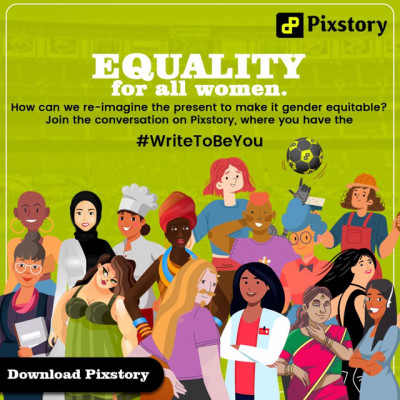 Pixstory
EQUALITY
for all women.
How can we re-imagine the present to make it gender equitable?
Join the conversation on Pixstory, where you have the
#WriteToBeYou
Download Pixstory